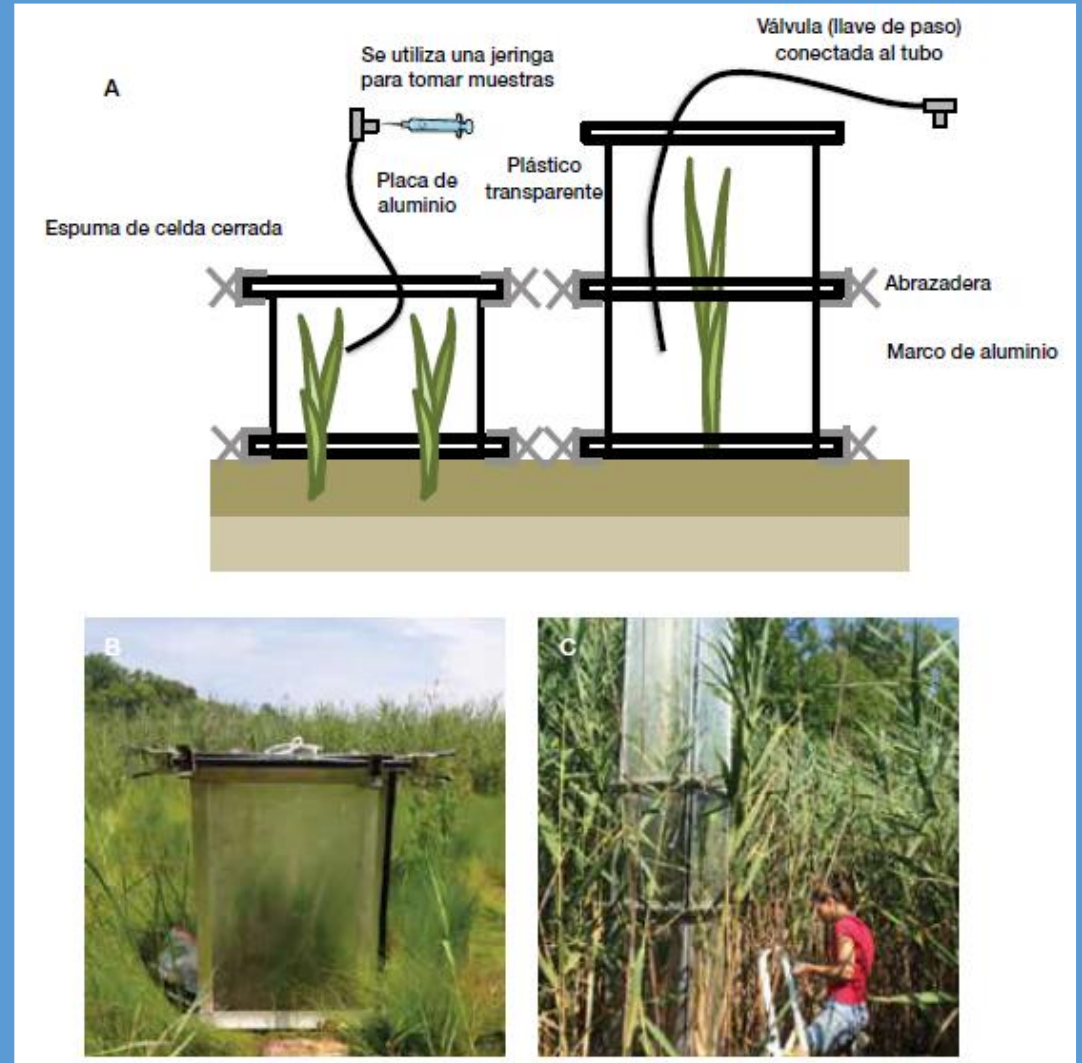 A
Se utiliza una jeringa
para tomar muestras
Válvula (llave de paso)
conectada al tubo
Placa de
aluminio
Plástico
transparente
Espuma de celda cerrada
Abrazadera
Marco de aluminio
B
C